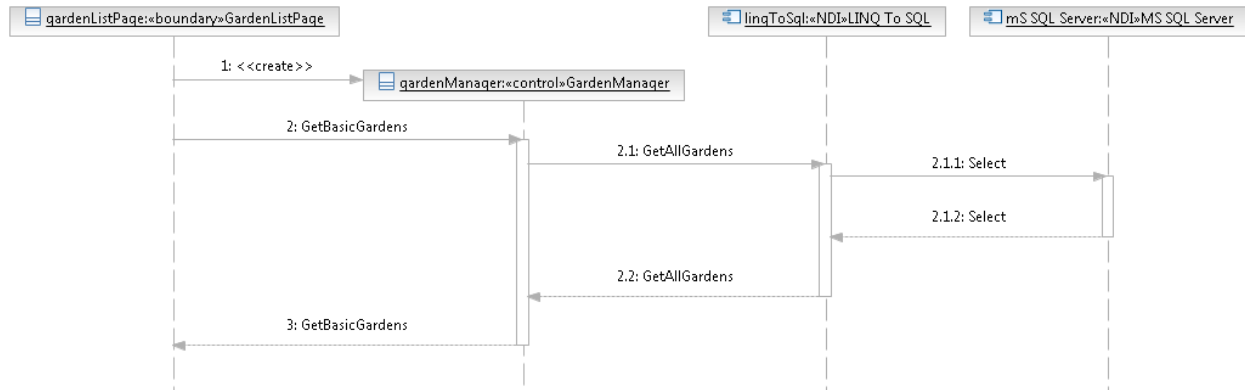 gardenListPage:«boundary»GardenListPage
linqToSql:«NDI»LINQ To SQL
mS SQL Server:«NDI»MS SQL Server
1: <<create>>
gardenManager:«control»GardenManager
2: GetBasicGardens
2.1: GetAllGardens
2.1.1: Select
2.1.2: Select
2.2: GetAllGardens
3: GetBasicGardens